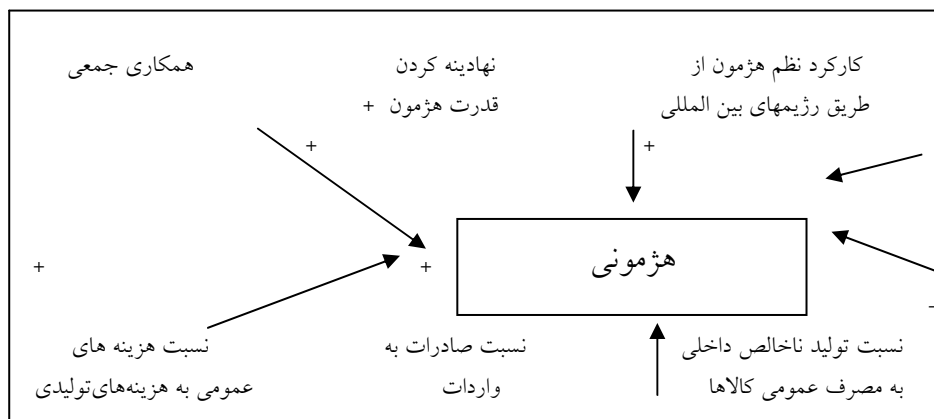 کارکرد نظم هژمون از
طریق رژیمهای بین المللی
نهادینه کردن
قدرت هژمون +
همکاری جمعی
+
+
هژمونی
+
+
-
نسبت تولید ناخالص داخلی
به مصرف عمومی کالاها
نسبت صادرات به
واردات
نسبت هزینه های
عمومی به هزینه‌های‌تولیدی